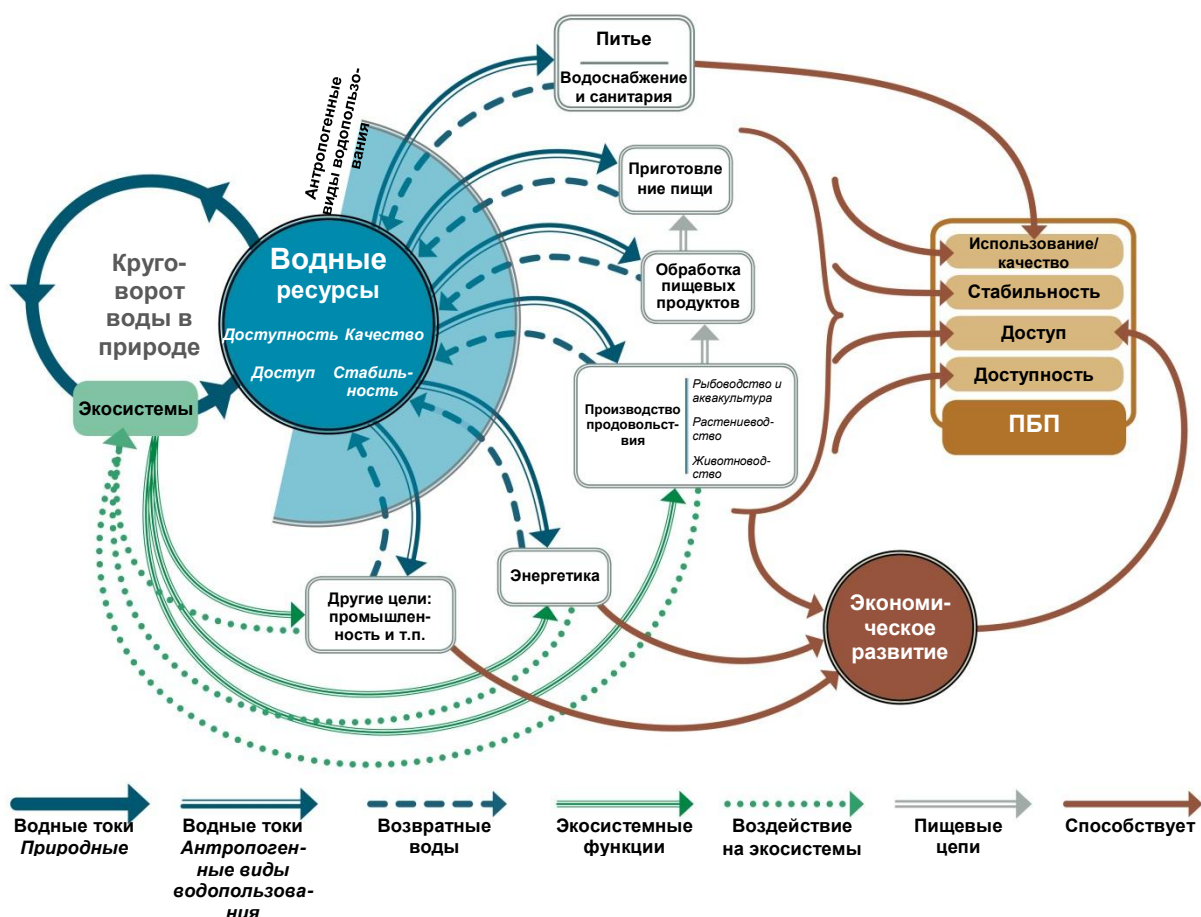 Питье
Водоснабжение
и санитария
Антропогенные
виды водопользо-
вания
Приготовле
ние пищи
Круго-
ворот
воды в
природе
Водные
ресурсы
Доступность Качество
Доступ Стабиль-
ность
Обработка
пищевых
продуктов
Использование/
качество
Стабильность
Доступ
Доступность
ПБП
Экосистемы
Производство
продовольст-
вия
Рыбоводство и
аквакультура
Растениевод-
ство
Животновод-
ство
Энергетика
Другие цели:
промышлен-
ность и т.п.
Экономи-
ческое
развитие
Водные токи
Природные
Водные токи
Антропоген-
ные виды
водопользова-
ния
Возвратные
воды
Экосистемные
функции
Воздействие
на экосистемы
Пищевые
цепи
Способствует